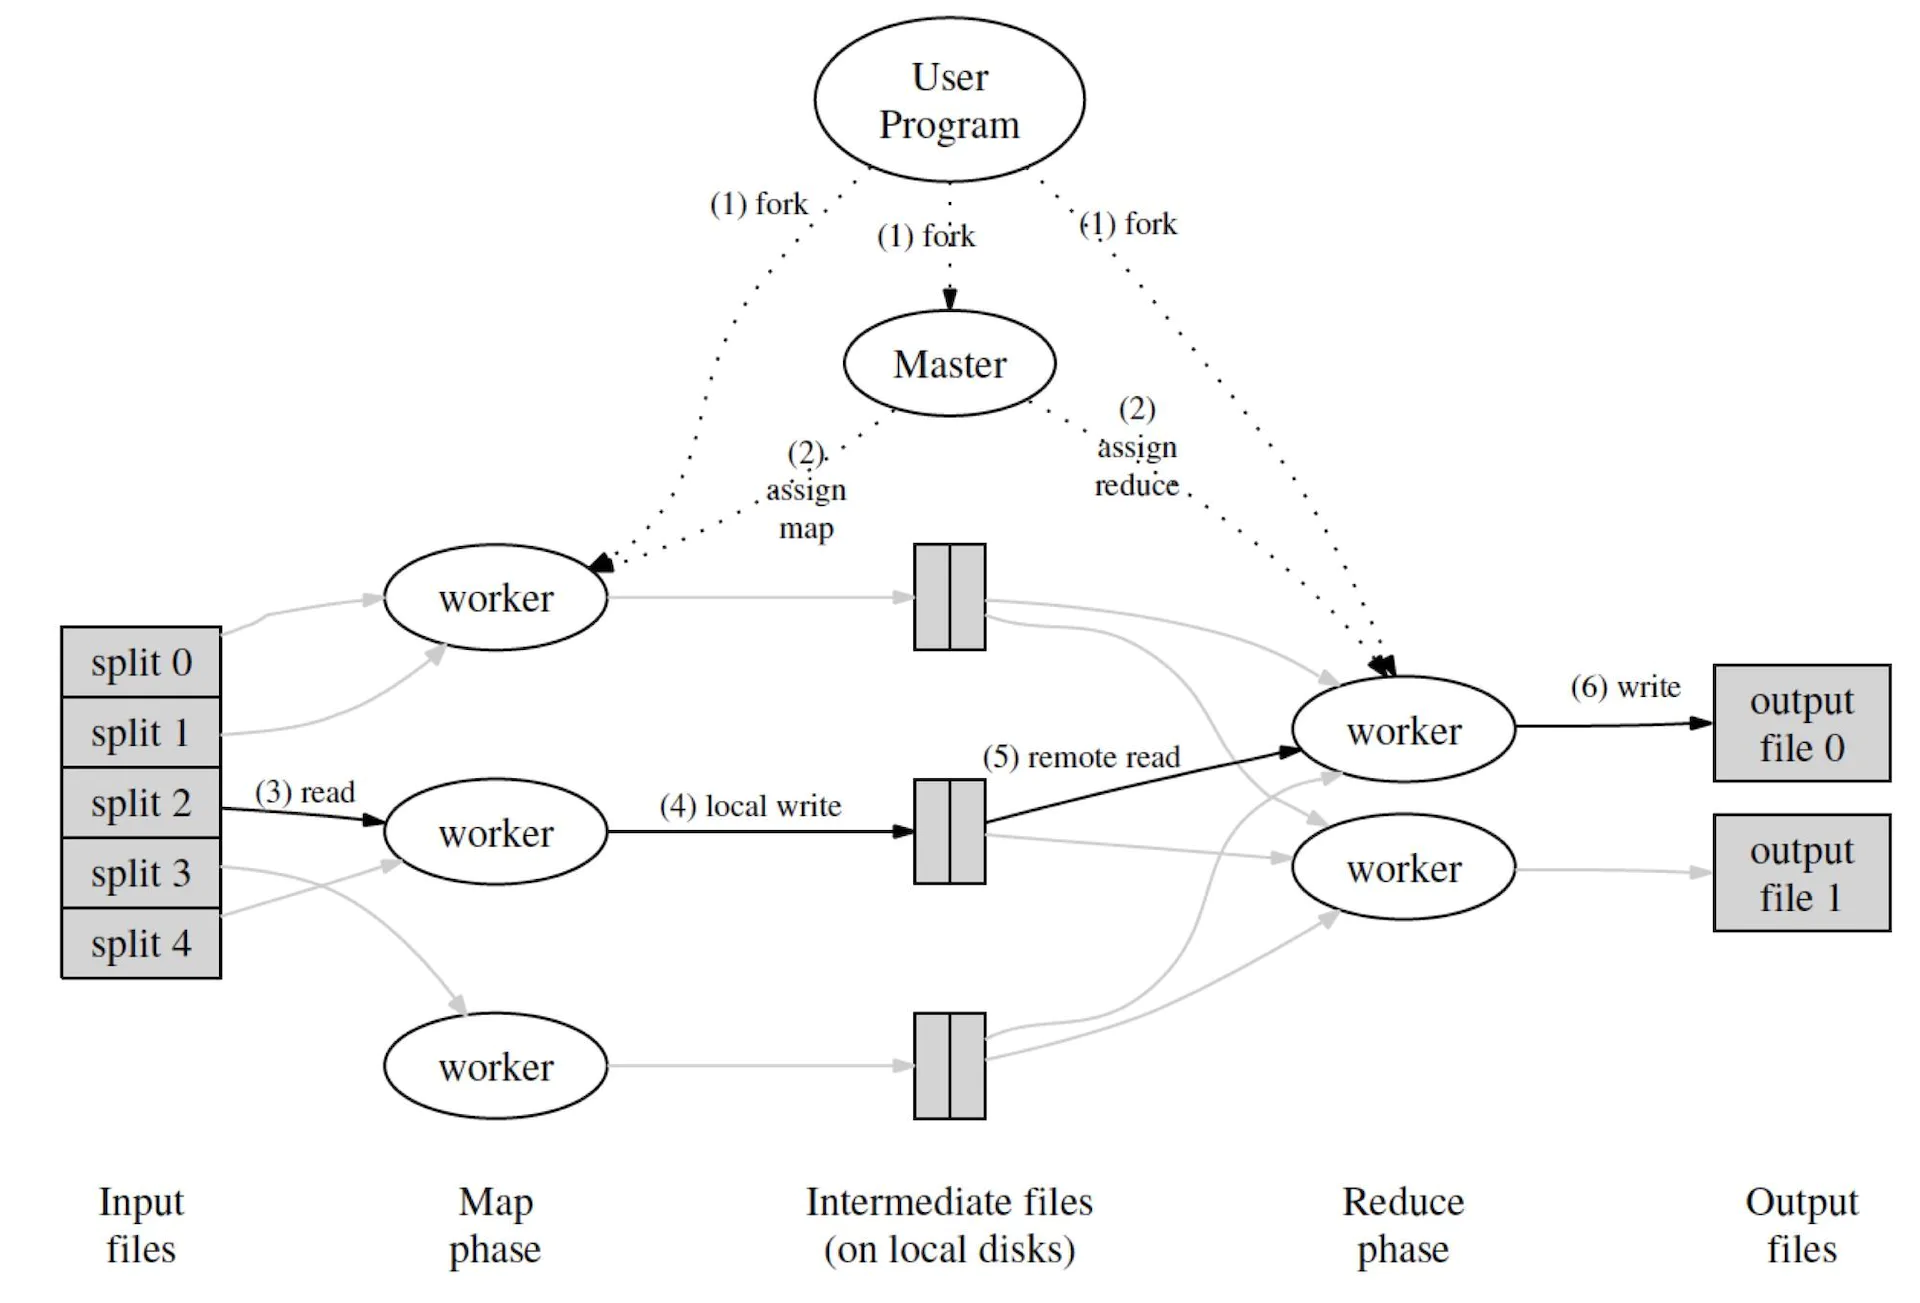 User
Program
(1) fork
(1) fork
(1) fork
Master
(2)
assign
map
(2)
assign
reduce
split 0
split 1
split 2
split 3
split 4
(3) read
worker
worker
worker
(4) local write
(5) remote read
worker
worker
(6) write
output
file 0
output
file 1
Input
files
Map
phase
Intermediate files
(on local disks)
Reduce
phase
Output
files